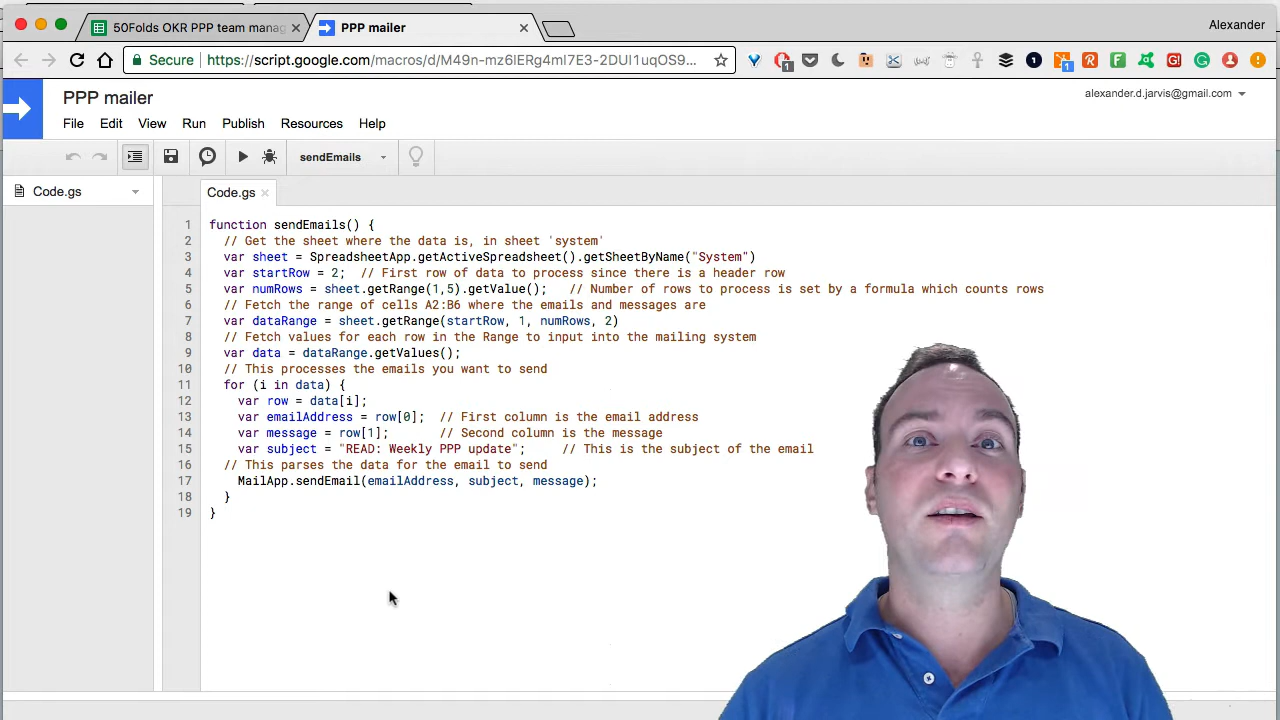 50Folds OKR PPP team manag
PPP mailer
Alexander
Secure https://script.google.com/macros/d/M49n-mz6lERg4ml7E3-2DUI1uqOS9...
PPP mailer
alexander.d.jarvis@gmail.com
File Edit View Run Publish Resources Help
sendEmails
Code.gs
Code.gs
1 function sendEmails() {
2 // Get the sheet where the data is, in sheet 'system'
3 var sheet = SpreadsheetApp.getActiveSpreadsheet().getSheetByName("System")
4 var startRow = 2; // First row of data to process since there is a header row
5 var numRows = sheet.getRange(1,5).getValue(); // Number of rows to process is set by a formula which counts rows
6 // Fetch the range of cells A2:B6 where the emails and messages are
7 var dataRange = sheet.getRange(startRow, 1, numRows, 2)
8 // Fetch values for each row in the Range to input into the mailing system
9 var data = dataRange.getValues();
10 // This processes the emails you want to send
11 for (i in data) {
12 var row = data[i];
13 var emailAddress = row[0]; // First column is the email address
14 var message = row[1]; // Second column is the message
15 var subject = "READ: Weekly PPP update"; // This is the subject of the email
16 // This parses the data for the email to send
17 MailApp.sendEmail(emailAddress, subject, message);
18 }
19 }